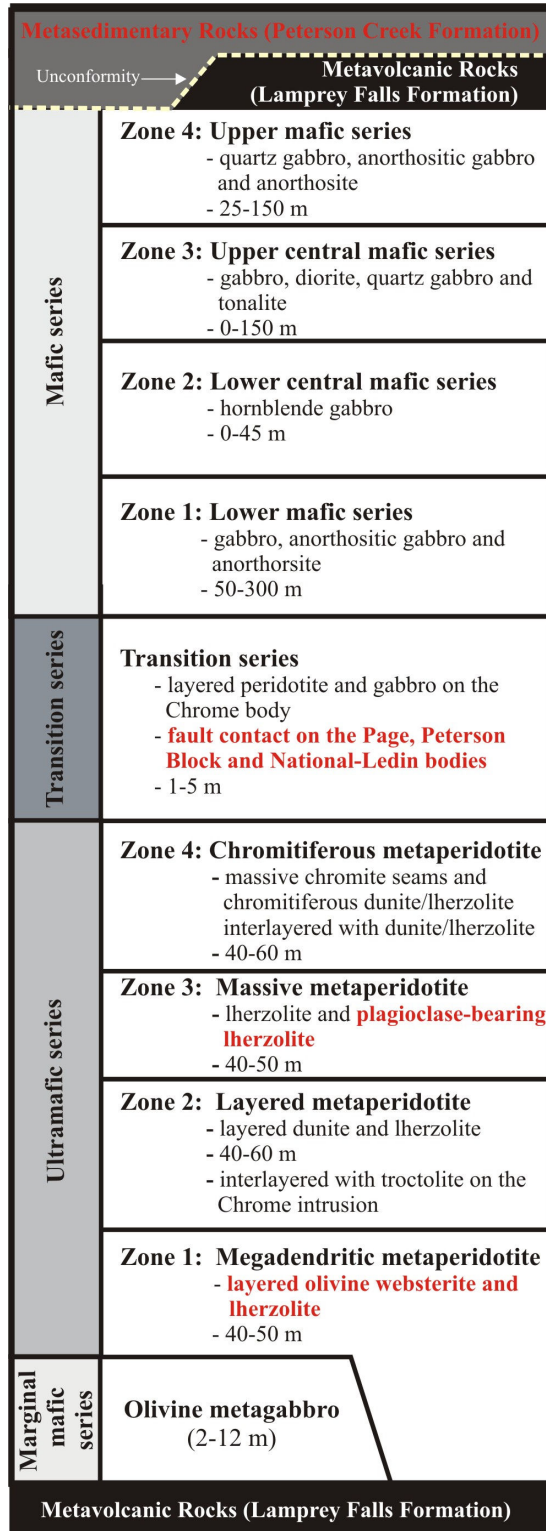 Metasedimentary Rocks (Peterson Creek Formation)
Unconformity
Metavolcanic Rocks
(Lamprey Falls Formation)
Mafic series
Zone 4: Upper mafic series
- quartz gabbro, anorthositic gabbro
and anorthosite
- 25-150 m
Zone 3: Upper central mafic series
- gabbro, diorite, quartz gabbro and
tonalite
- 0-150 m
Zone 2: Lower central mafic series
- hornblende gabbro
- 0-45 m
Zone 1: Lower mafic series
- gabbro, anorthositic gabbro and
anorthorsite
- 50-300 m
Transition series
Transition series
- layered peridotite and gabbro on the
Chrome body
- fault contact on the Page, Peterson
Block and National-Ledin bodies
- 1-5 m
Ultramafic series
Zone 4: Chromitiferous metaperidotite
- massive chromite seams and
chromitiferous dunite/lherzolite
interlayered with dunite/lherzolite
- 40-60 m
Zone 3: Massive metaperidotite
- lherzolite and plagioclase-bearing
lherzolite
- 40-50 m
Zone 2: Layered metaperidotite
- layered dunite and lherzolite
- 40-60 m
- interlayered with troctolite on the
Chrome intrusion
Zone 1: Megadendritic metaperidotite
- layered olivine websterite and
lherzolite
- 40-50 m
Marginal
mafic
series
Olivine metagabbro
(2-12 m)
Metavolcanic Rocks (Lamprey Falls Formation)